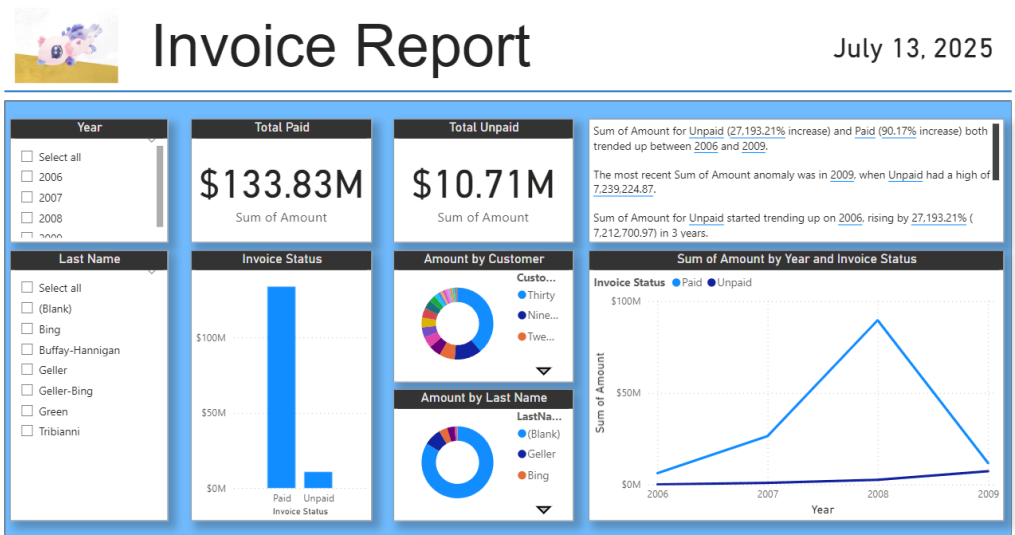 Invoice Report
July 13, 2025
Year
Select all
2006
2007
2008
2009
Total Paid
$133.83M
Sum of Amount
Total Unpaid
$10.71M
Sum of Amount
Sum of Amount for Unpaid (27,193.21% increase) and Paid (90.17% increase) both
trended up between 2006 and 2009.
The most recent Sum of Amount anomaly was in 2009, when Unpaid had a high of
7,239,224.87.
Sum of Amount for Unpaid started trending up on 2006, rising by 27,193.21% (
7,212,700.97) in 3 years.
Last Name
Select all
(Blank)
Bing
Buffay-Hannigan
Geller
Geller-Bing
Green
Tribianni
Invoice Status
$100M
$50M
$0M
Paid Unpaid
Invoice Status
Amount by Customer
Custo...
Thirty
Nine...
Twe...
Amount by Last Name
LastNa...
(Blank)
Geller
Bing
Sum of Amount by Year and Invoice Status
Invoice Status Paid Unpaid
Sum of Amount
$100M
$50M
$0M
2006 2007 2008 2009
Year